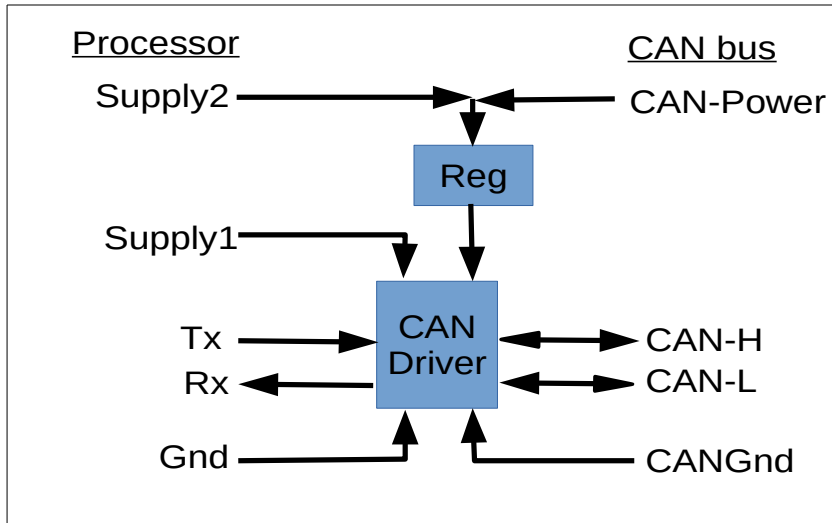 Processor
CAN bus
Supply2
CAN-Power
Reg
Supply1
CAN
Driver
Tx
CAN-H
Rx
CAN-L
Gnd
CANGnd